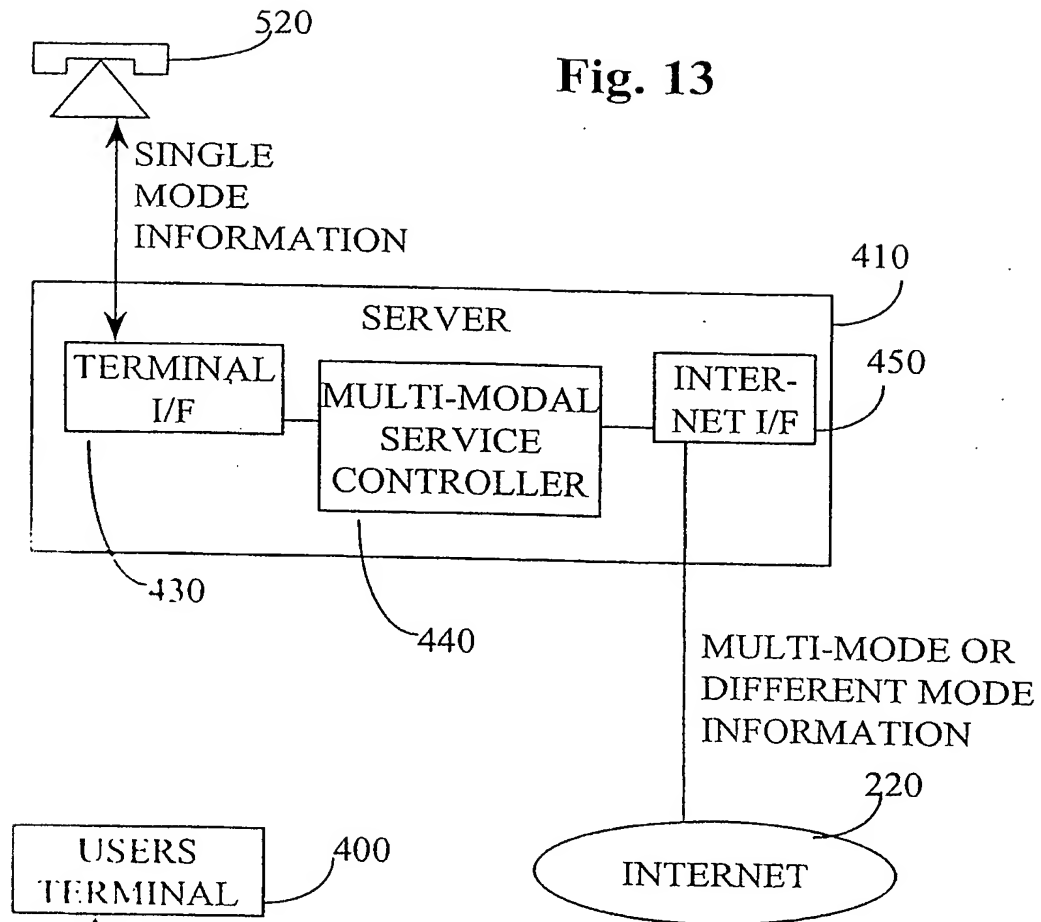 520
Fig. 13
SINGLE
MODE
INFORMATION
410
SERVER
TERMINAL
I/F
MULTI-MODAL
SERVICE
CONTROLLER
INTER-
NET I/F
450
430
440
MULTI-MODE OR
DIFFERENT MODE
INFORMATION
220
USERS
TERMINAL
400
INTERNET